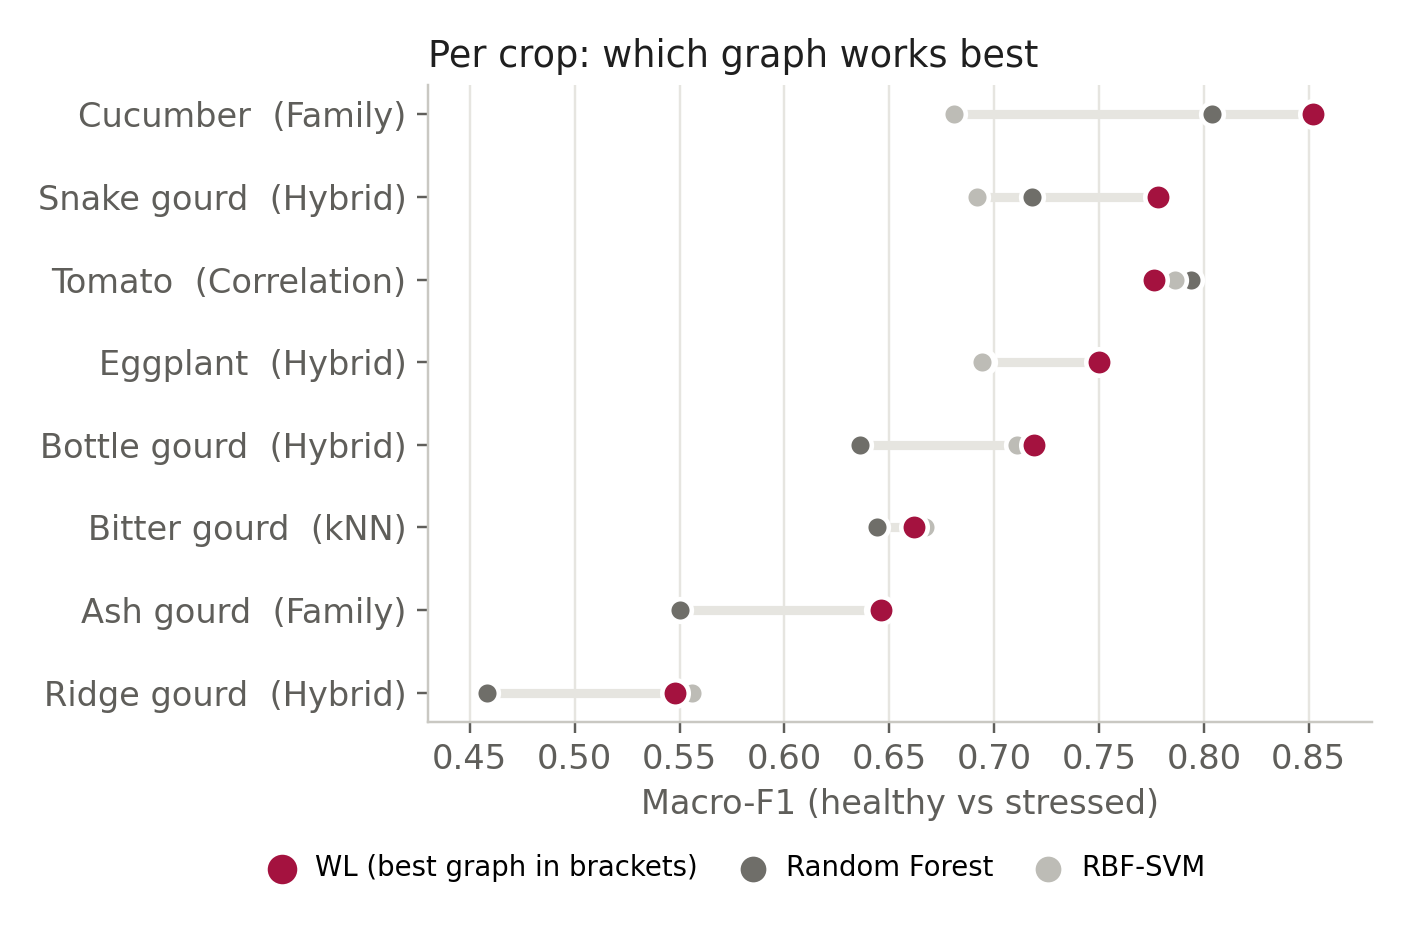 Per crop: which graph works best
Cucumber (Family)
Snake gourd (Hybrid)
Tomato (Correlation)
Eggplant (Hybrid)
Bottle gourd (Hybrid)
Bitter gourd (kNN)
Ash gourd (Family)
Ridge gourd (Hybrid)
0.45 0.50 0.55 0.60 0.65 0.70 0.75 0.80 0.85
Macro-F1 (healthy vs stressed)
WL (best graph in brackets) Random Forest RBF-SVM